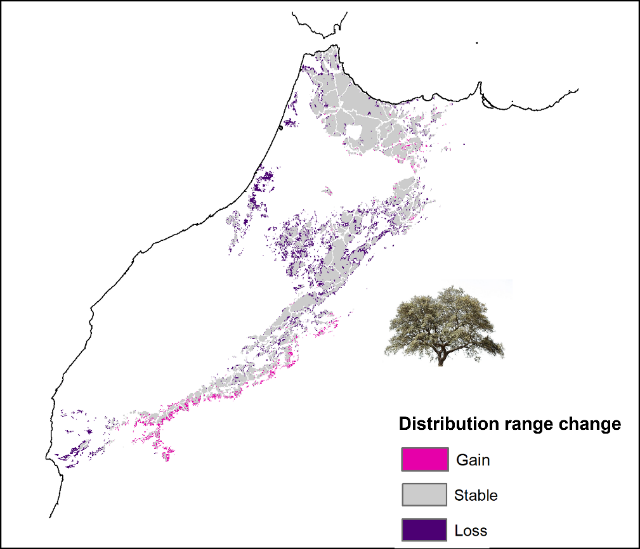 Distribution range change
Gain
Stable
Loss